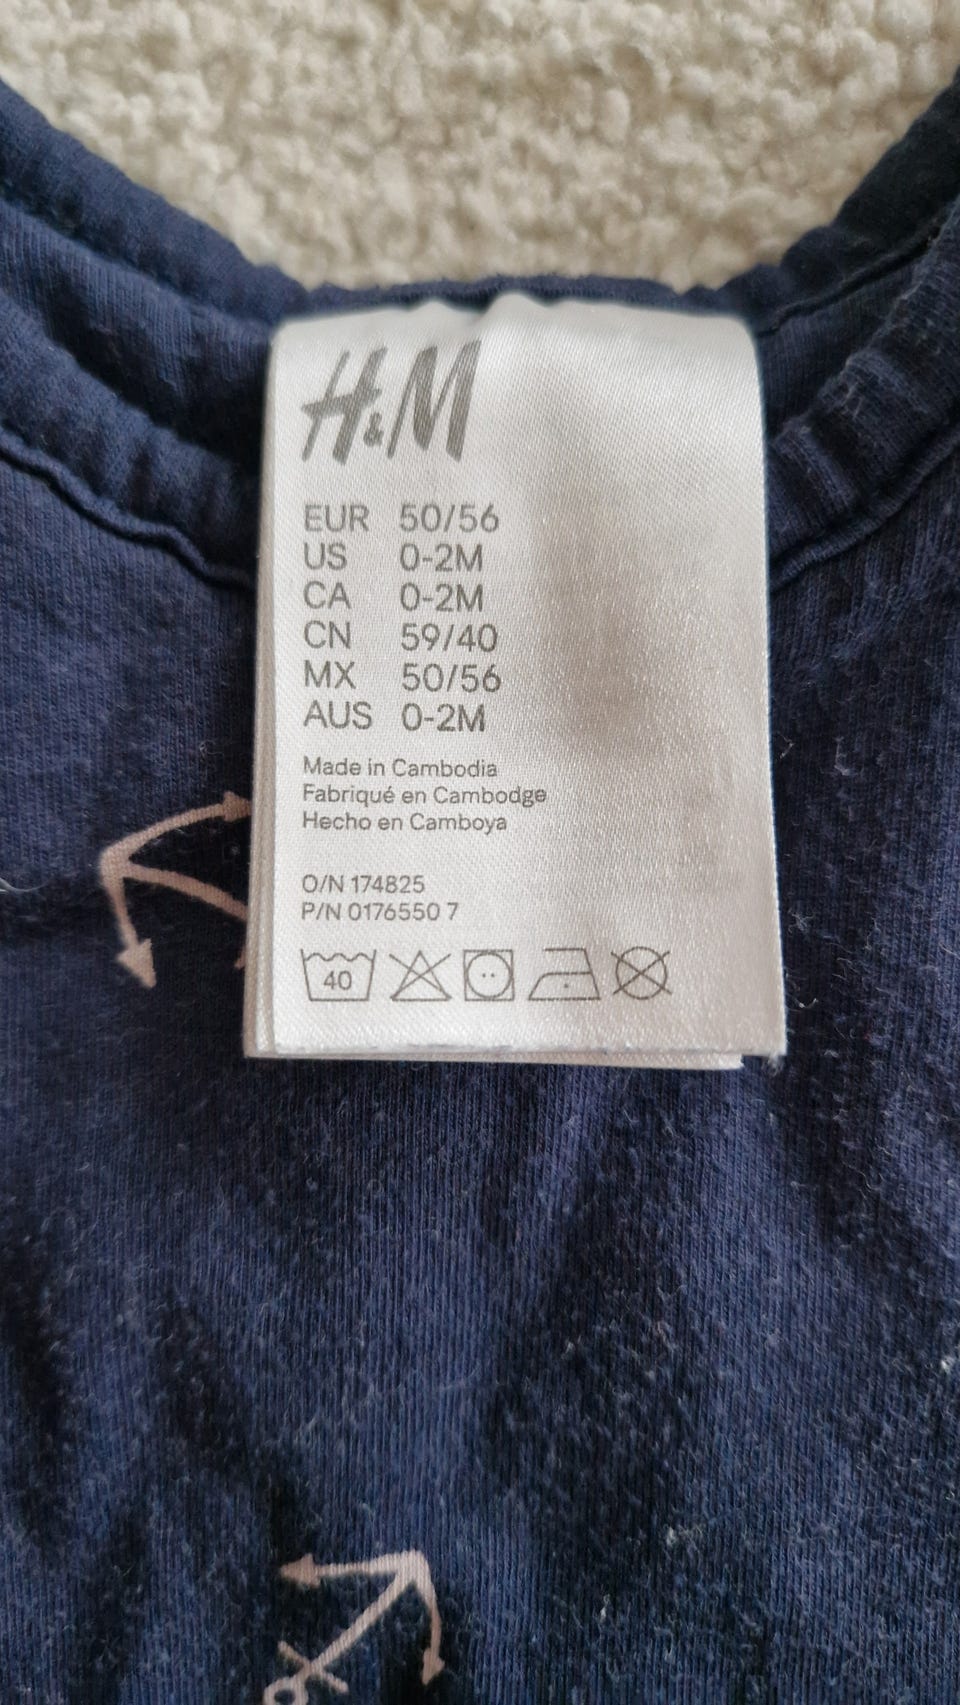 H&M
EUR 50/56
US 0-2M
CA 0-2M
CN 59/40
MX 50/56
AUS 0-2M
Made in Cambodia
Fabriqué en Cambodge
Hecho en Camboya
O/N 174825
P/N 0176550 7
40